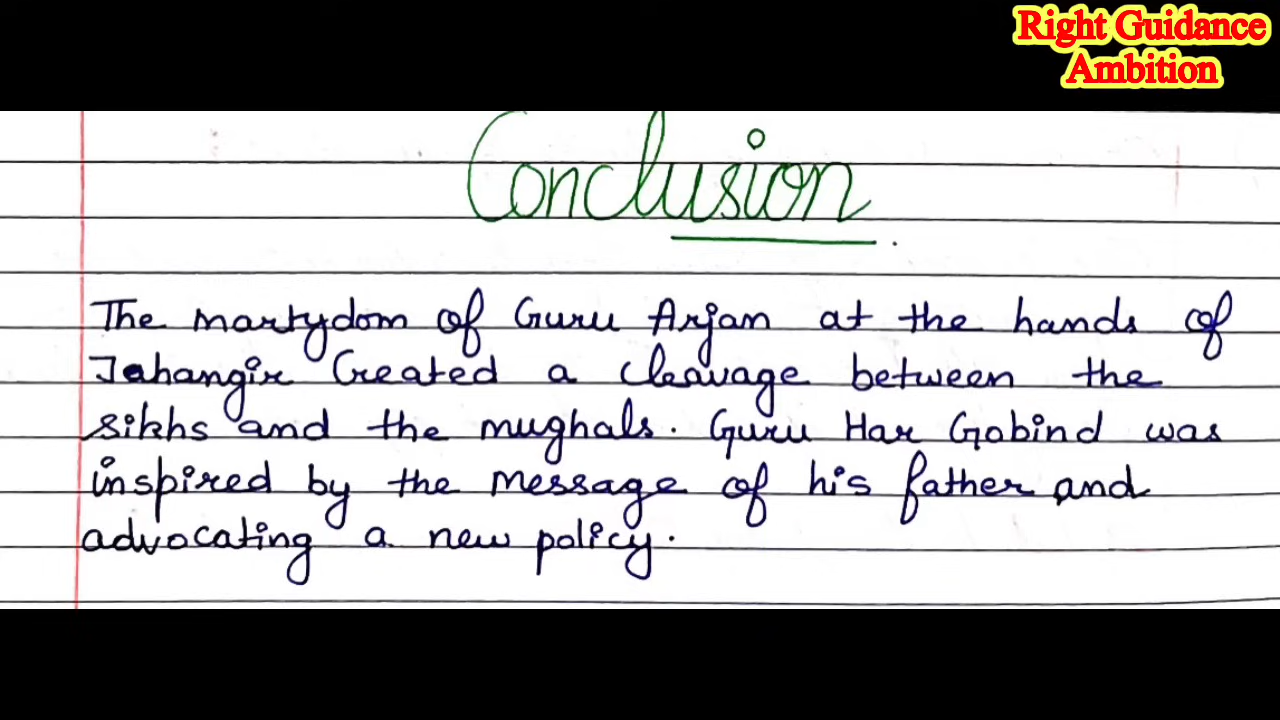 Right Guidance
Ambition
Conclusion
The martydom of Guru Arjan at the hands of
Jahangir Created a cleavage between the
sikhs and the mughals. Guru Har Gobind was
inspired by the message of his father and
advocating a new policy.